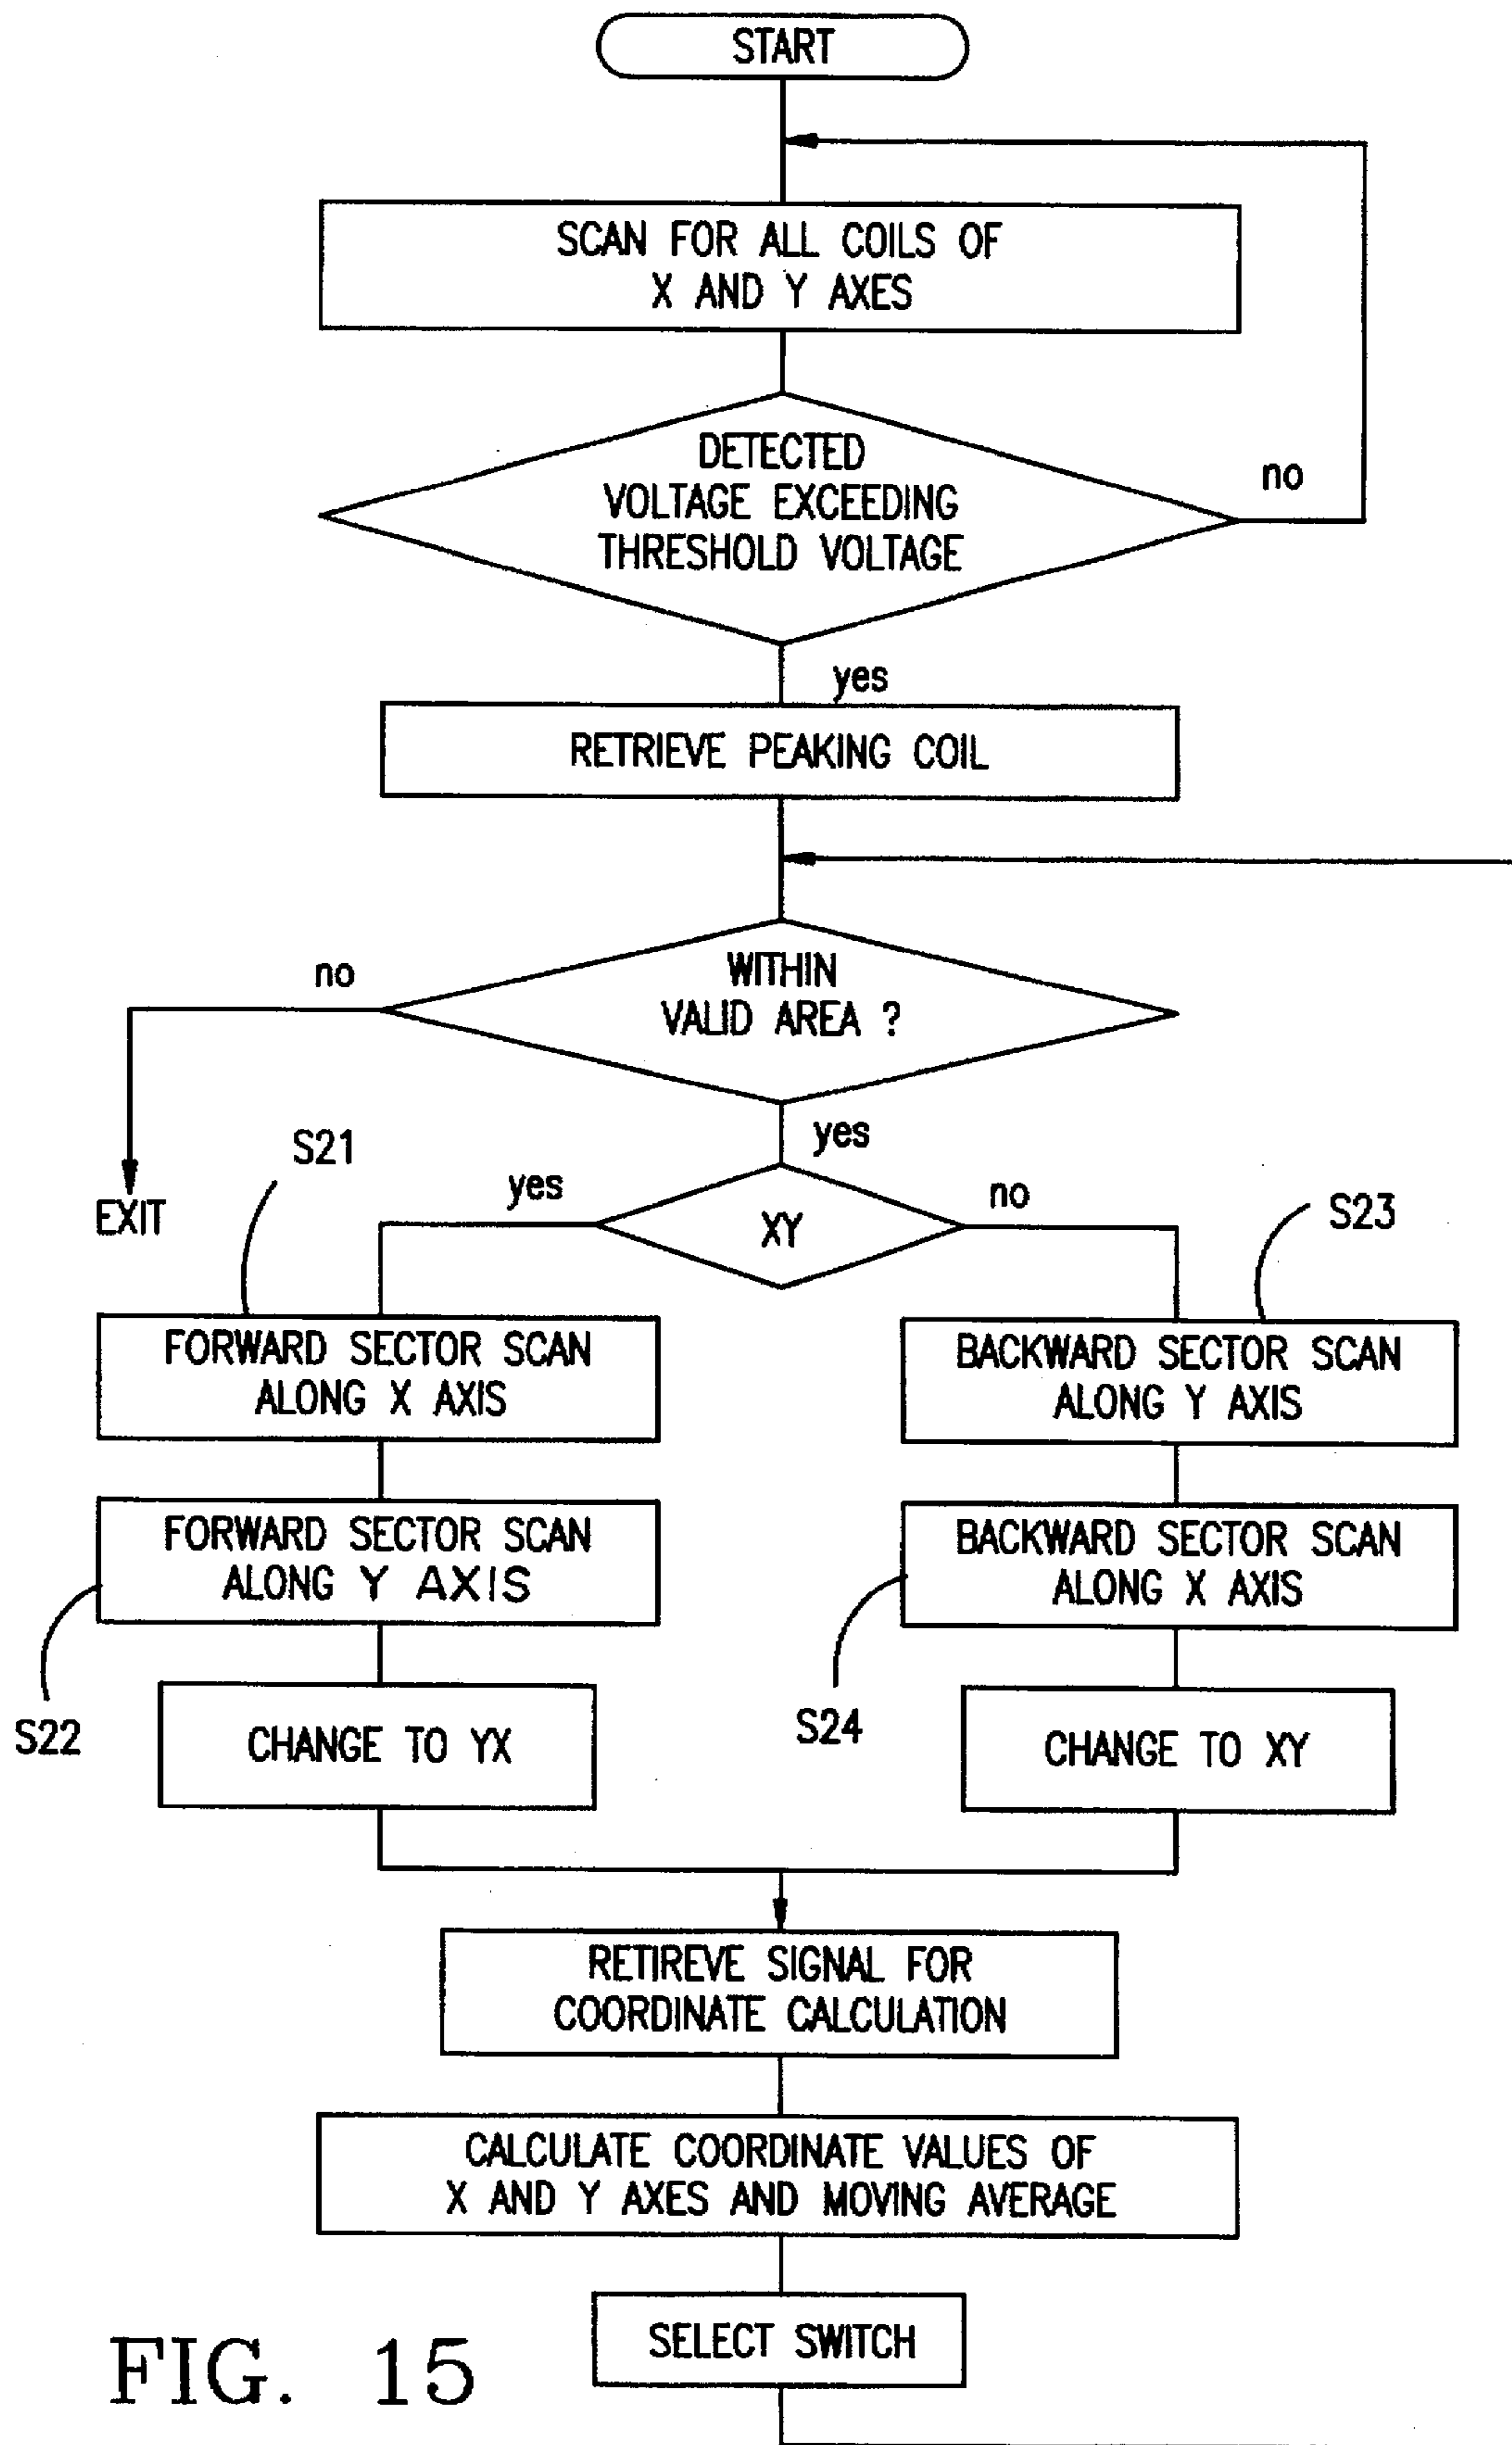 START
SCAN FOR ALL COILS OF
X AND Y AXES
DETECTED
VOLTAGE EXCEEDING
THRESHOLD VOLTAGE
no
yes
RETRIEVE PEAKING COIL
WITHIN
VALID AREA ?
no
yes
EXIT
XY
yes
no
S21
S23
FORWARD SECTOR SCAN
ALONG X AXIS
BACKWARD SECTOR SCAN
ALONG Y AXIS
FORWARD SECTOR SCAN
ALONG Y AXIS
BACKWARD SECTOR SCAN
ALONG X AXIS
S22
S24
CHANGE TO YX
CHANGE TO XY
RETIREVE SIGNAL FOR
COORDINATE CALCULATION
CALCULATE COORDINATE VALUES OF
X AND Y AXES AND MOVING AVERAGE
SELECT SWITCH
FIG. 15